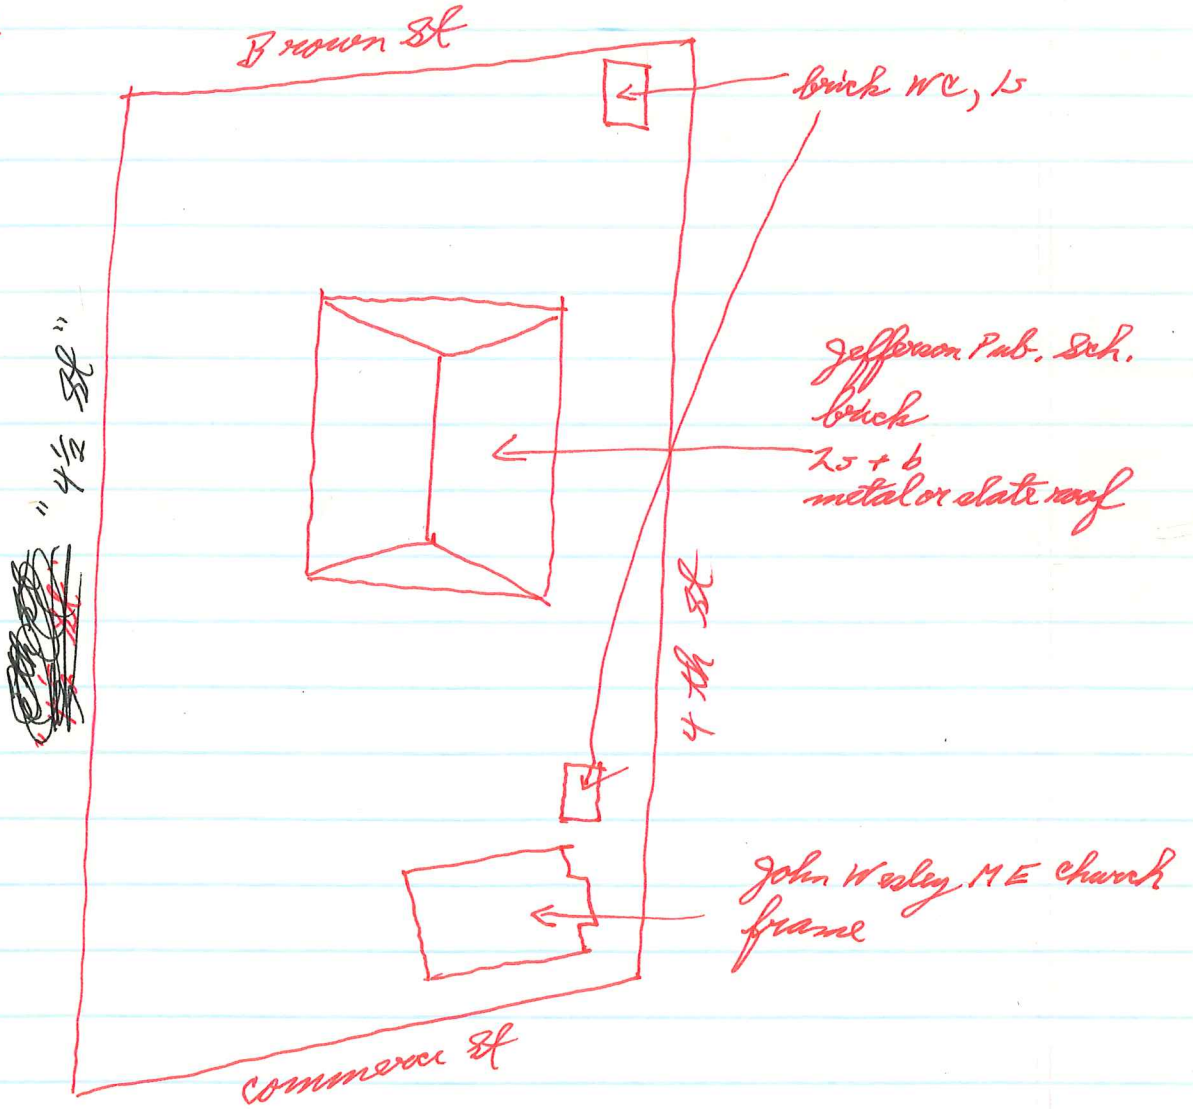 Brown St
brick WC, 1s
"4½ St"
Jefferson Pub. Sch.
brick
2s + b
metal or slate roof
4th St
John Wesley ME Church
frame
Commerce St